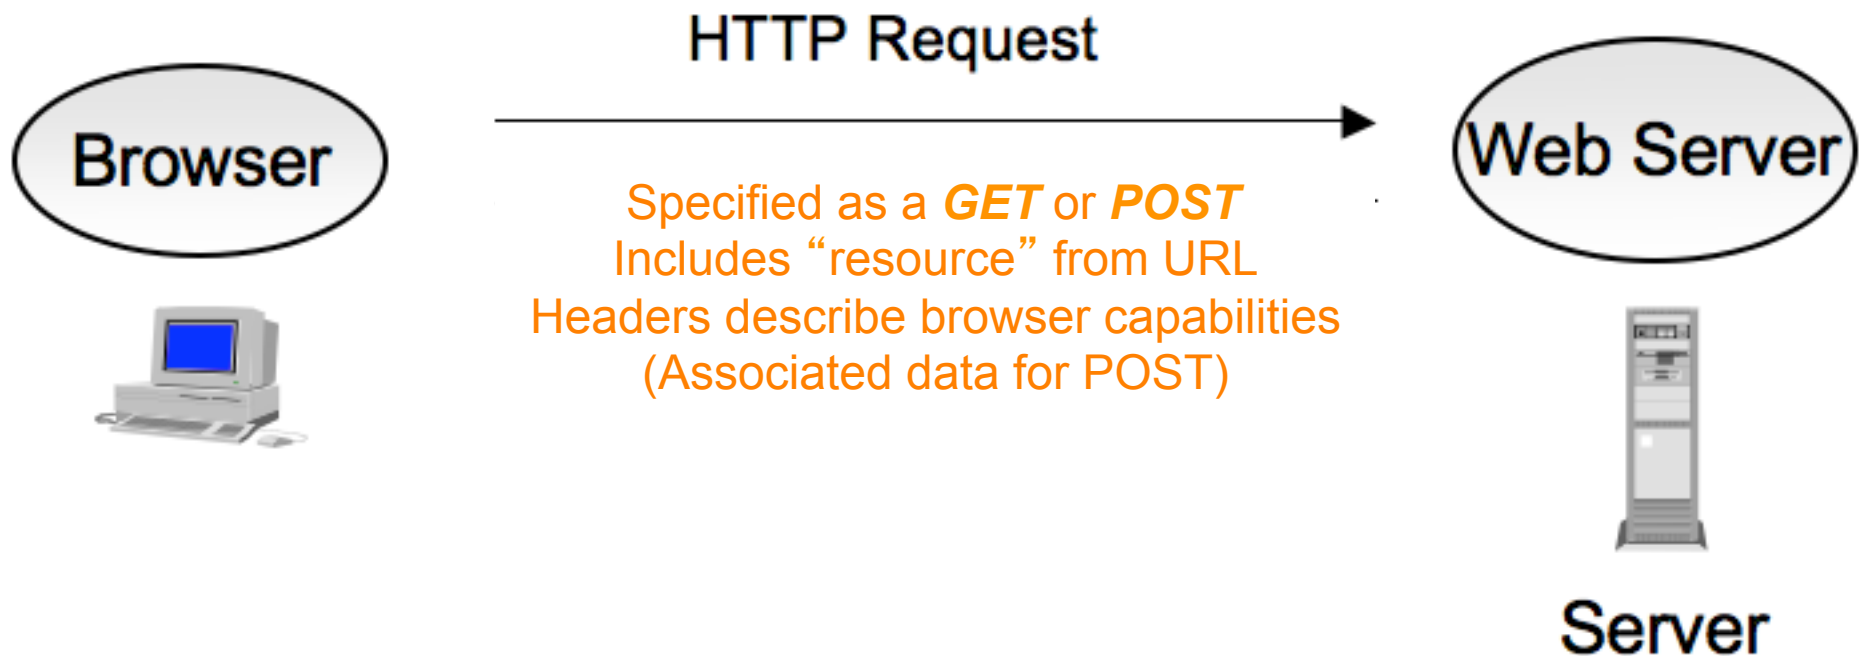 HTTP Request
Browser
Web Server
Specified as a GET or POST
Includes “resource” from URL
Headers describe browser capabilities
(Associated data for POST)
Server